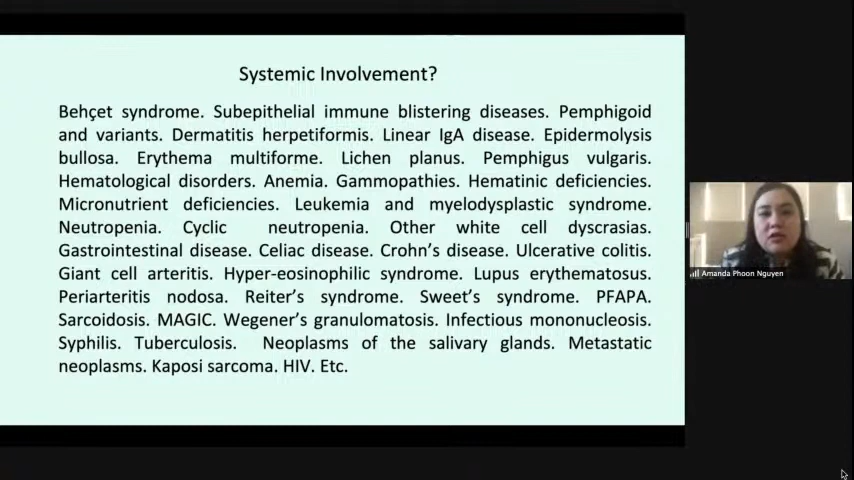 Systemic Involvement?
Behçet syndrome. Subepithelial immune blistering diseases. Pemphigoid
and variants. Dermatitis herpetiformis. Linear IgA disease. Epidermolysis
bullosa. Erythema multiforme. Lichen planus. Pemphigus vulgaris.
Hematological disorders. Anemia. Gammopathies. Hematinic deficiencies.
Micronutrient deficiencies. Leukemia and myelodysplastic syndrome.
Neutropenia. Cyclic neutropenia. Other white cell dyscrasias.
Gastrointestinal disease. Celiac disease. Crohn's disease. Ulcerative colitis.
Giant cell arteritis. Hyper-eosinophilic syndrome. Lupus erythematosus.
Periarteritis nodosa. Reiter's syndrome. Sweet's syndrome. PFAPA.
Sarcoidosis. MAGIC. Wegener's granulomatosis. Infectious mononucleosis.
Syphilis. Tuberculosis. Neoplasms of the salivary glands. Metastatic
neoplasms. Kaposi sarcoma. HIV. Etc.
Amanda Phoon Nguyen